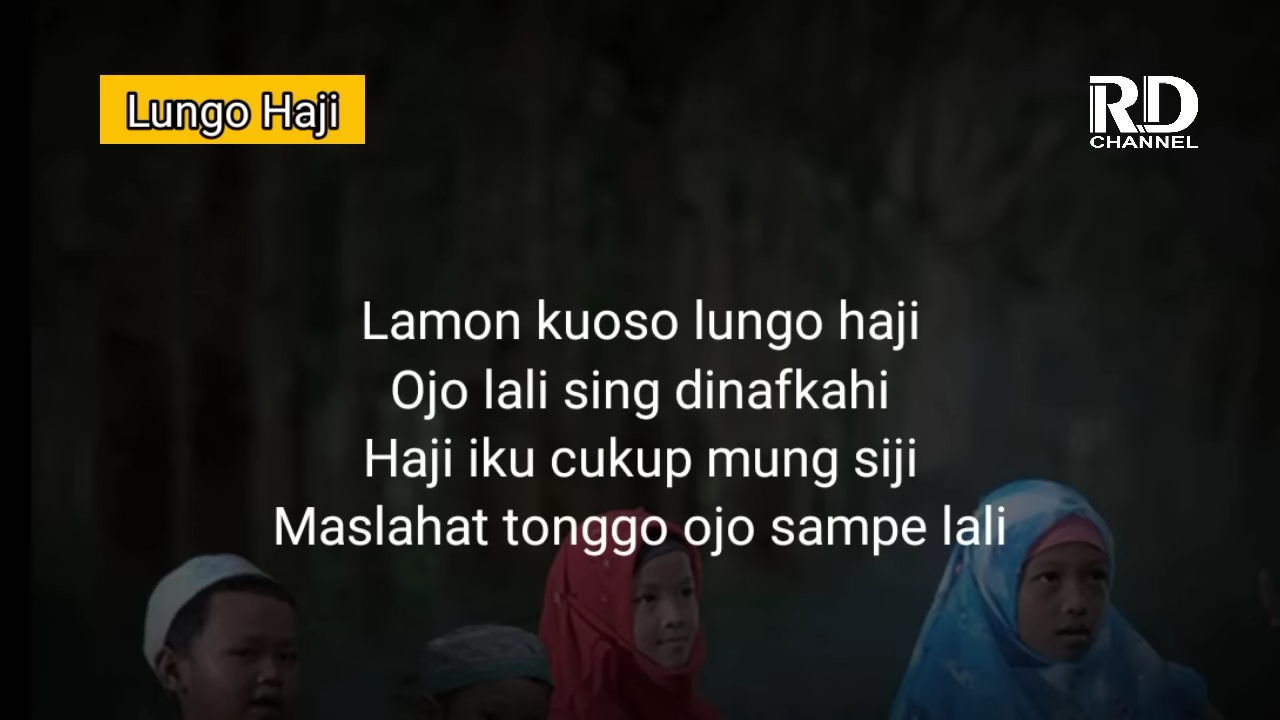 Lungo Haji
RD
CHANNEL
Lamon kuoso lungo haji
Ojo lali sing dinafkahi
Haji iku cukup mung siji
Maslahat tonggo ojo sampe lali